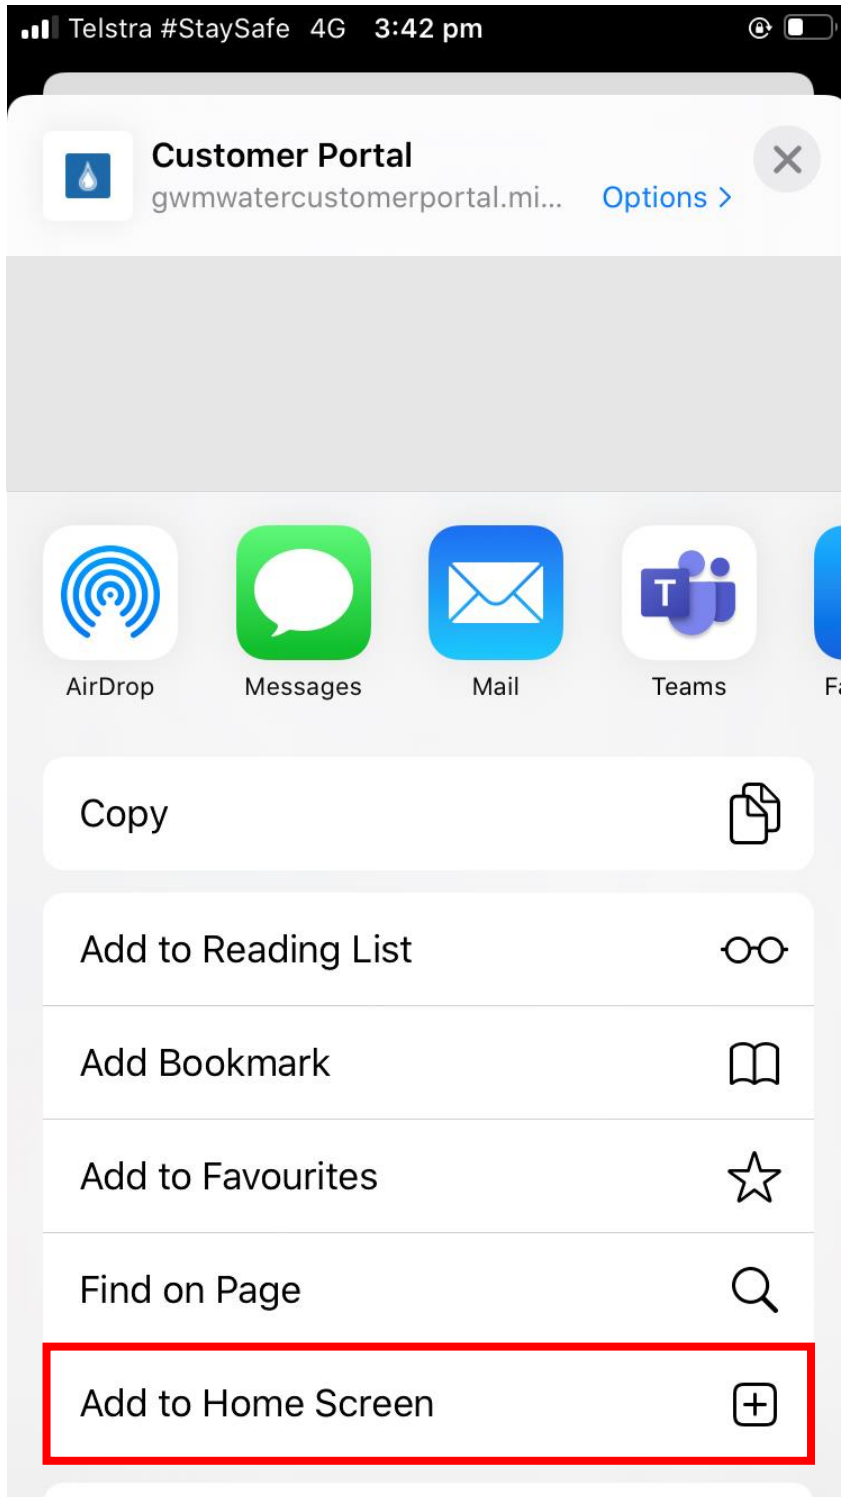 Telstra #StaySafe 4G 3:42 pm
Customer Portal
gwmwatercustomerportal.mi... Options >
AirDrop Messages Mail Teams Fa
Copy
Add to Reading List
Add Bookmark
Add to Favourites
Find on Page
Add to Home Screen